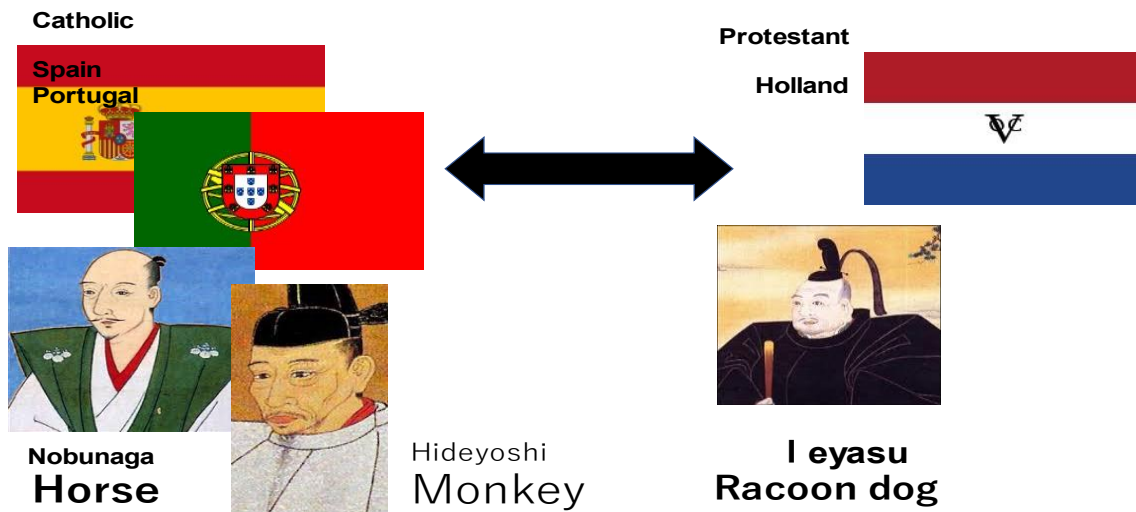 Catholic
Spain
Portugal
Protestant
Holland
VOC
Nobunaga
Horse
Hideyoshi
Monkey
I eyasu
Racoon dog